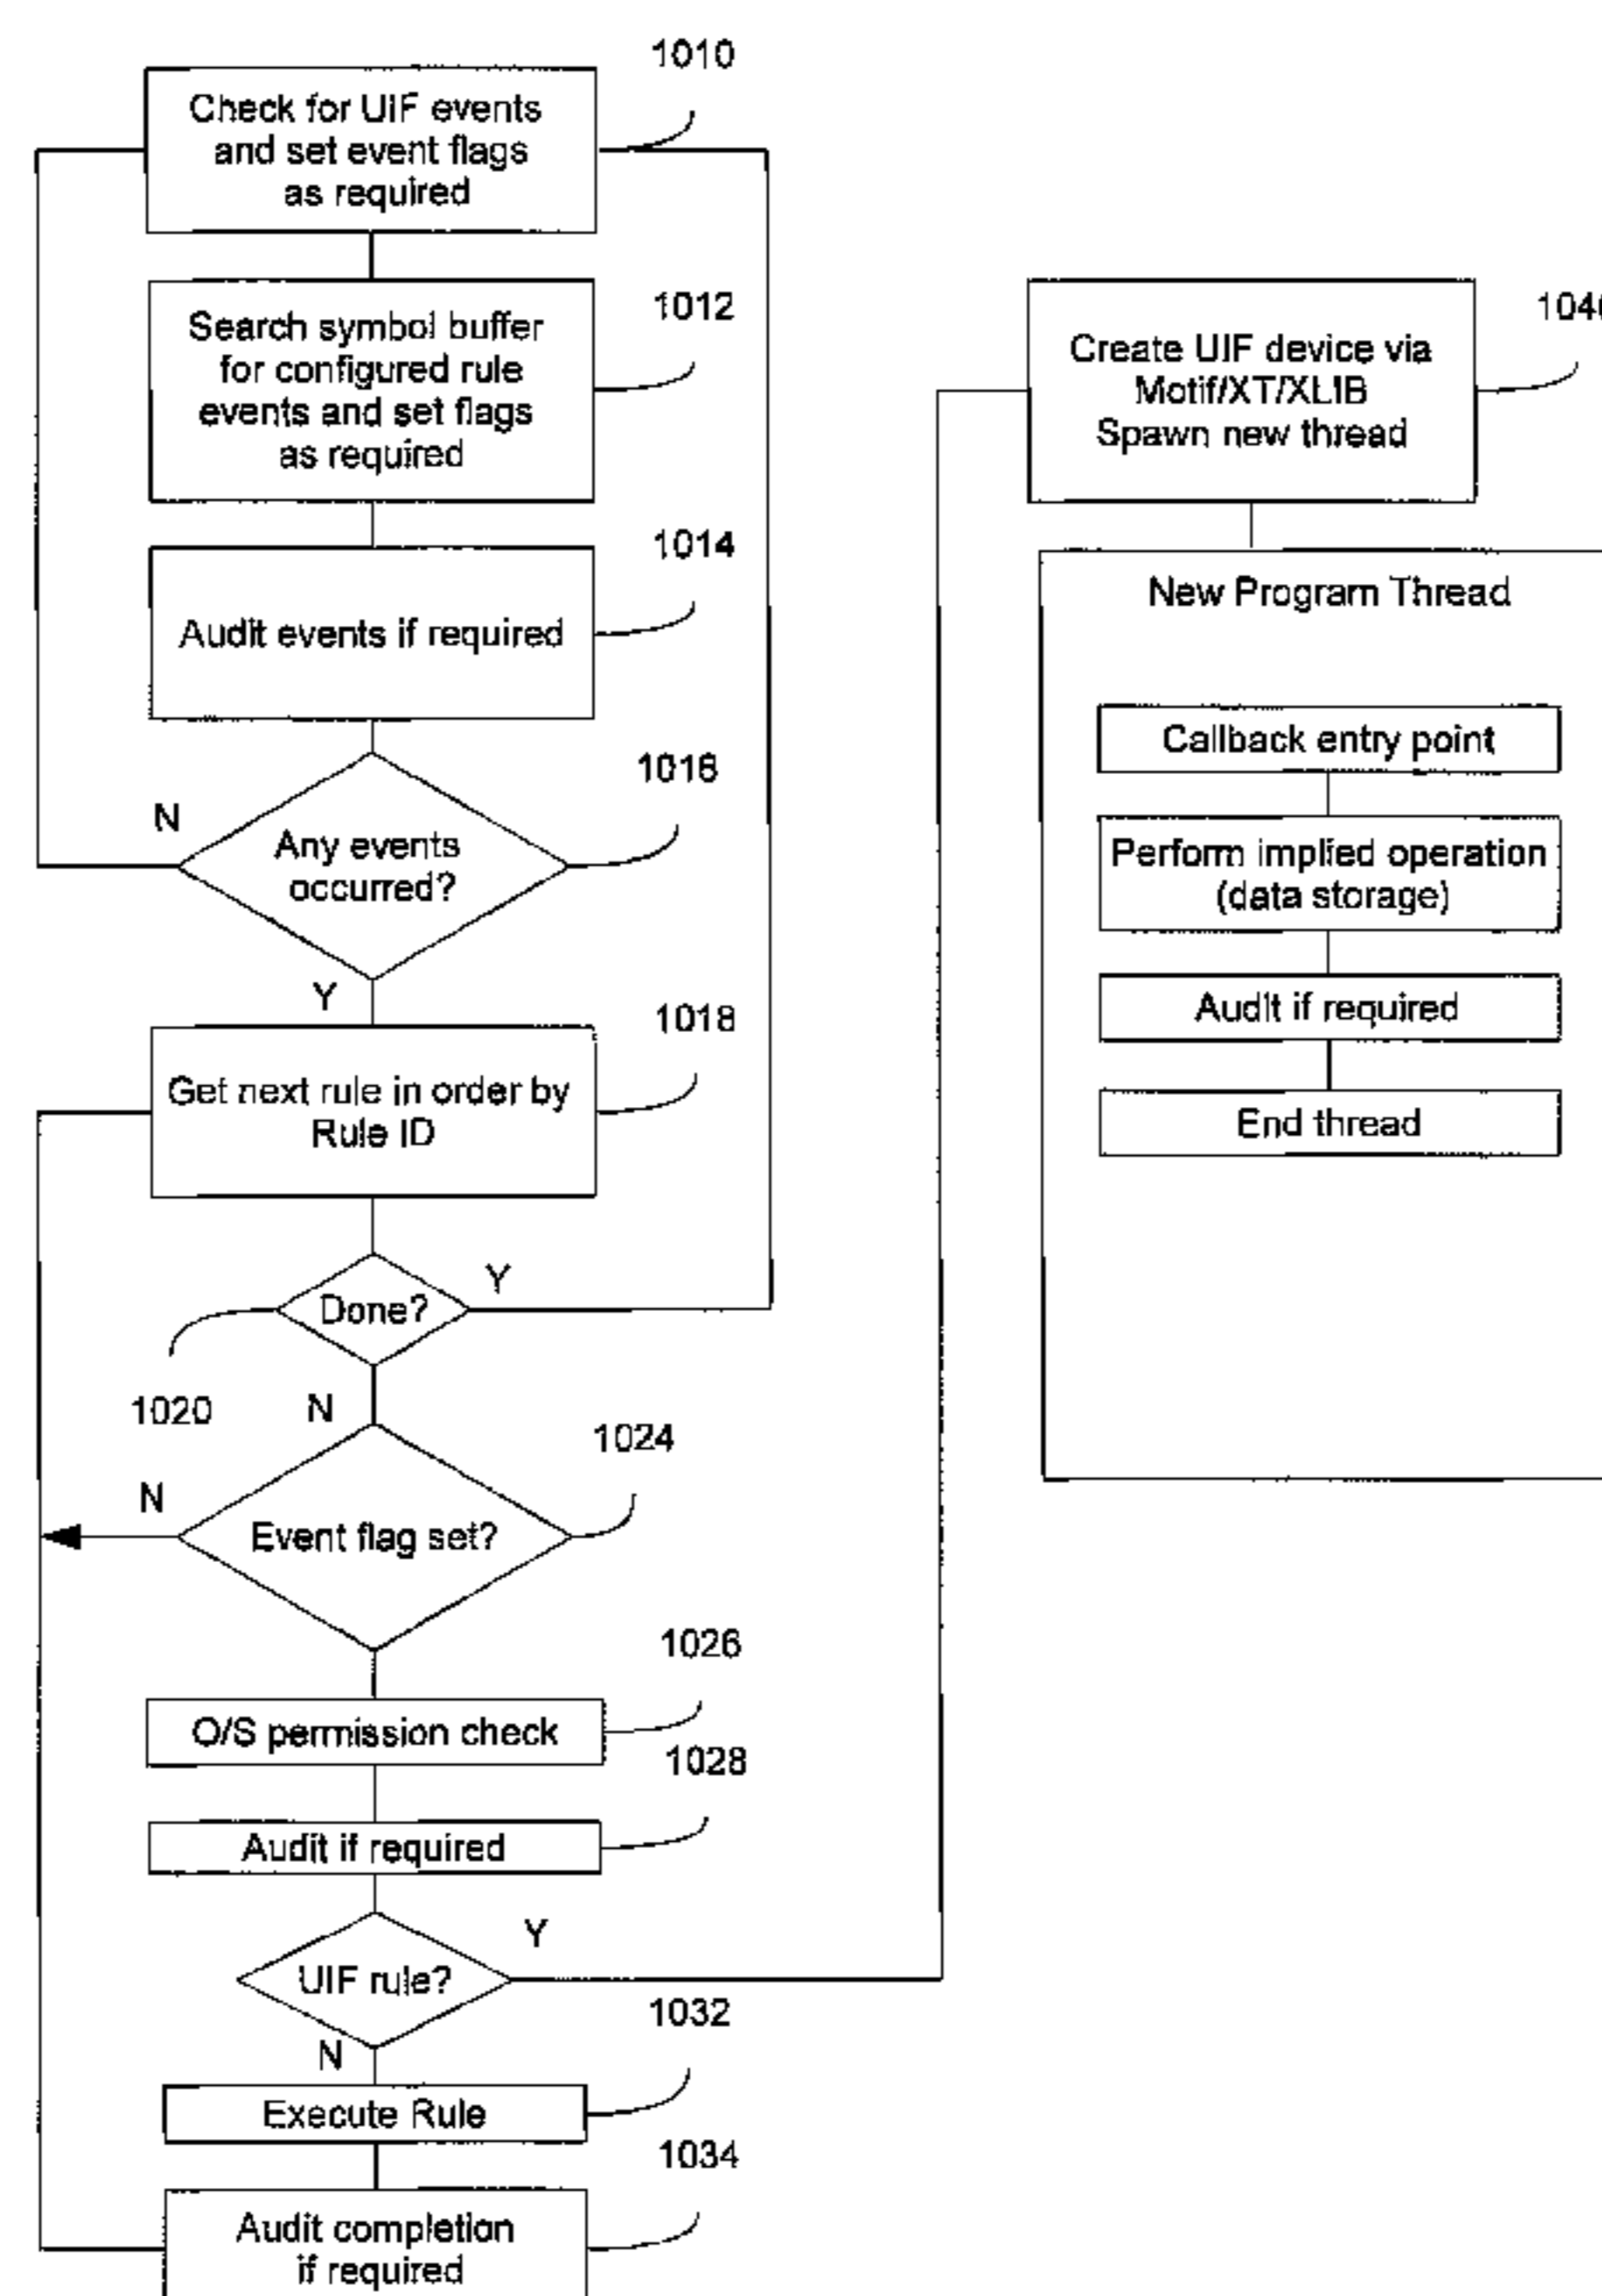 1010
Check for UIF events
and set event flags
as required
1012
Search symbol buffer
for configured rule
events and set flags
as required
1014
Audit events if required
1016
N
Any events
occurred?
Y
1018
Get next rule in order by
Rule ID
Done?
Y
1020
N
1024
N
Event flag set?
1026
O/S permission check
1028
Audit if required
Y
UIF rule?
1032
N
Execute Rule
1034
Audit completion
if required
Create UIF device via
Motif/XT/XLIB
Spawn new thread
New Program Thread
Callback entry point
Perform implied operation
(data storage)
Audit if required
End thread